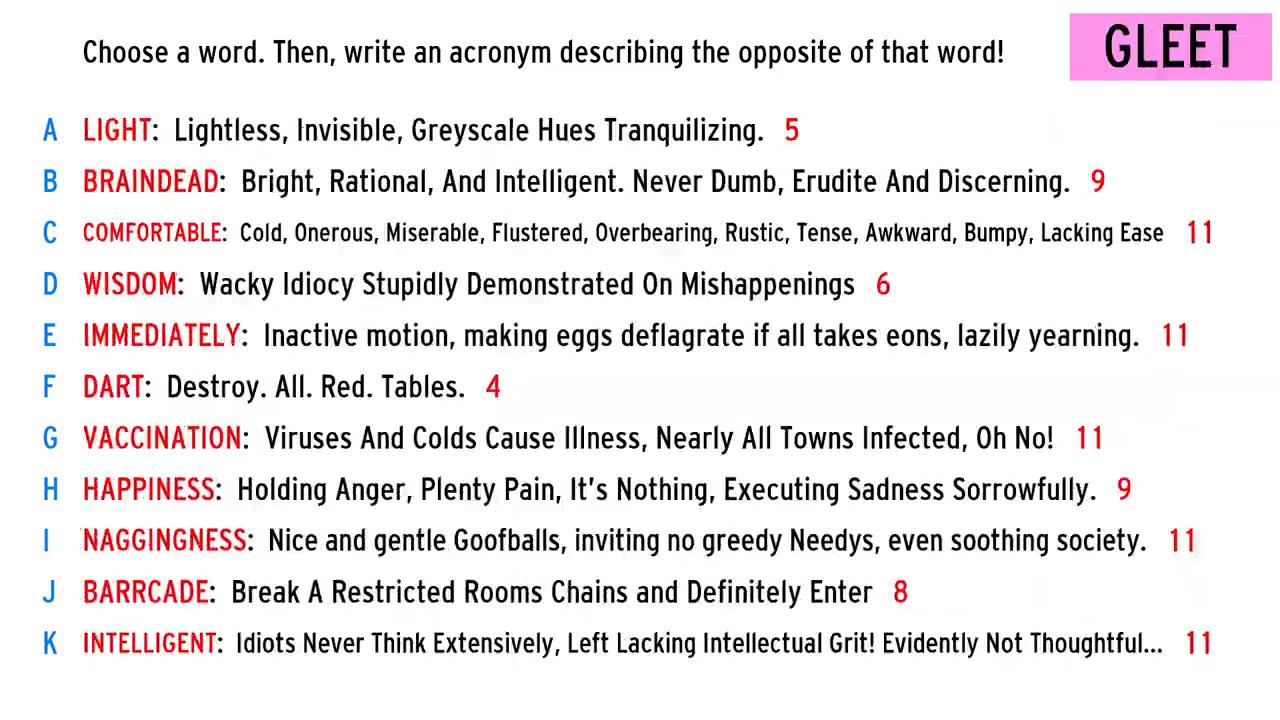 Choose a word. Then, write an acronym describing the opposite of that word!
GLEET
A LIGHT: Lightless, Invisible, Greyscale Hues Tranquilizing. 5
B BRAINDEAD: Bright, Rational, And Intelligent. Never Dumb, Erudite And Discerning. 9
C COMFORTABLE: Cold, Onerous, Miserable, Flustered, Overbearing, Rustic, Tense, Awkward, Bumpy, Lacking Ease 11
D WISDOM: Wacky Idiocy Stupidly Demonstrated On Mishappenings 6
E IMMEDIATELY: Inactive motion, making eggs deflagrate if all takes eons, lazily yearning. 11
F DART: Destroy. All. Red. Tables. 4
G VACCINATION: Viruses And Colds Cause Illness, Nearly All Towns Infected, Oh No! 11
H HAPPINESS: Holding Anger, Plenty Pain, It's Nothing, Executing Sadness Sorrowfully. 9
I NAGGINGNESS: Nice and gentle Goofballs, inviting no greedy Needys, even soothing society. 11
J BARRCADE: Break A Restricted Rooms Chains and Definitely Enter 8
K INTELLIGENT: Idiots Never Think Extensively, Left Lacking Intellectual Grit! Evidently Not Thoughtful... 11